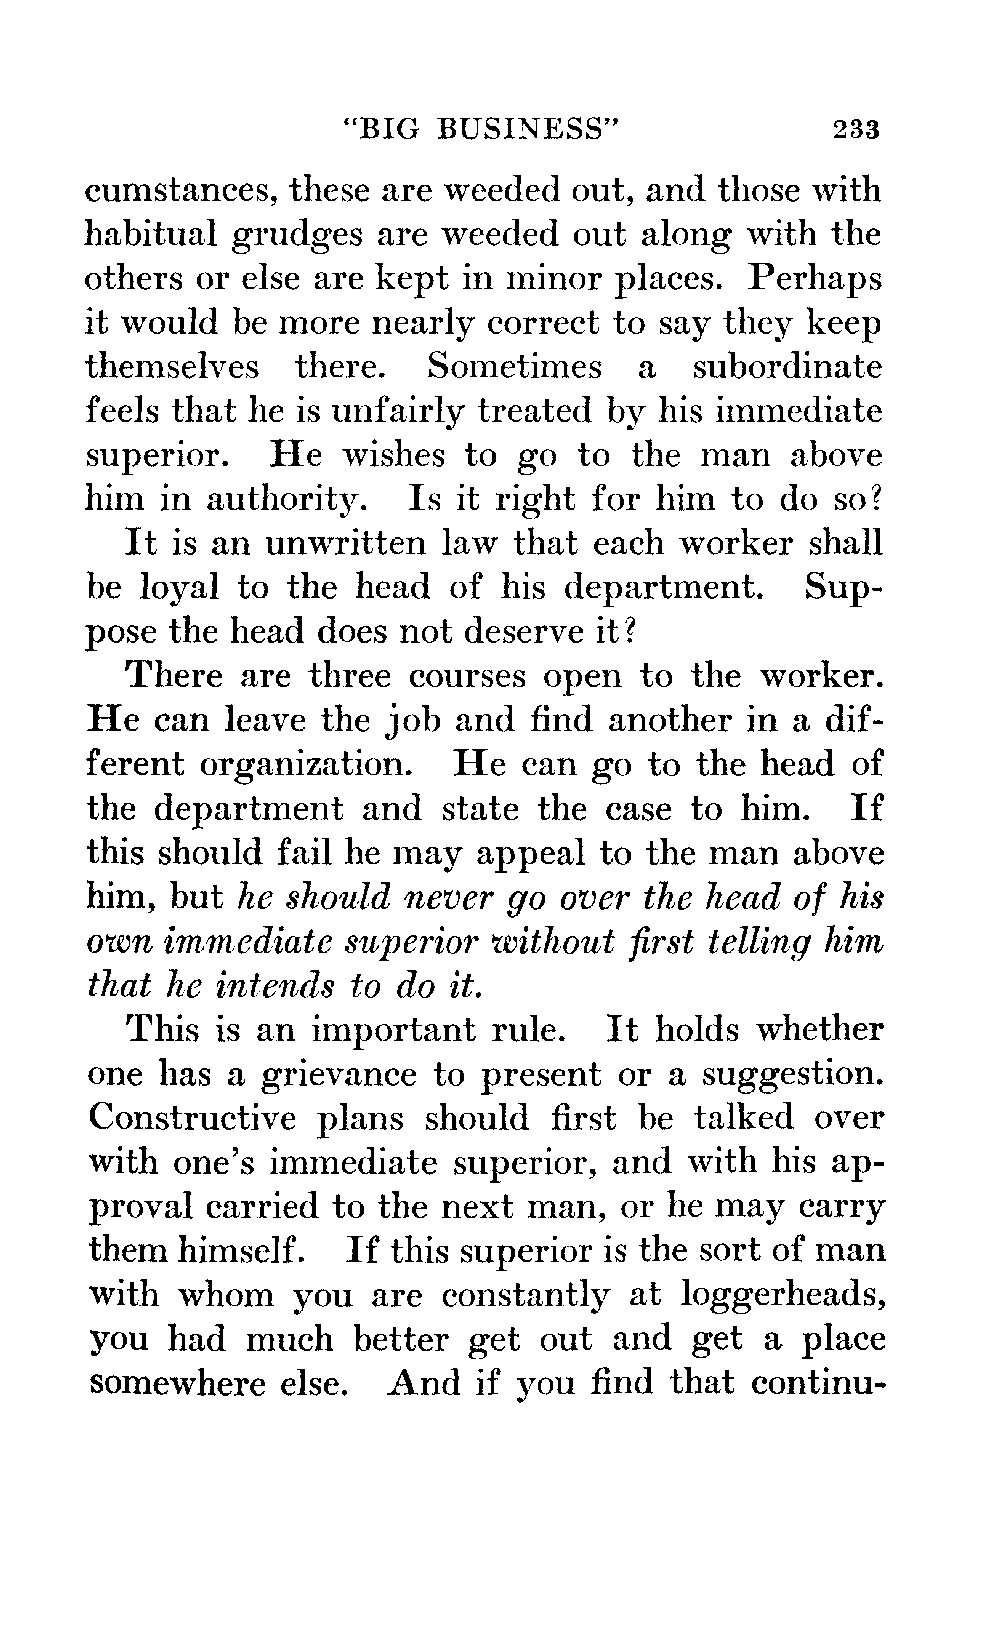 "BIG BUSINESS" 233
cumstances, these are weeded out, and those with
habitual grudges are weeded out along with the
others or else are kept in minor places. Perhaps
it would be more nearly correct to say they keep
themselves there. Sometimes a subordinate
feels that he is unfairly treated by his immediate
superior. He wishes to go to the man above
him in authority. Is it right for him to do so?
It is an unwritten law that each worker shall
be loyal to the head of his department. Sup-
pose the head does not deserve it?
There are three courses open to the worker.
He can leave the job and find another in a dif-
ferent organization. He can go to the head of
the department and state the case to him. If
this should fail he may appeal to the man above
him, but he should never go over the head of his
own immediate superior without first telling him
that he intends to do it.
This is an important rule. It holds whether
one has a grievance to present or a suggestion.
Constructive plans should first be talked over
with one's immediate superior, and with his ap-
proval carried to the next man, or he may carry
them himself. If this superior is the sort of man
with whom you are constantly at loggerheads,
you had much better get out and get a place
somewhere else. And if you find that continu-